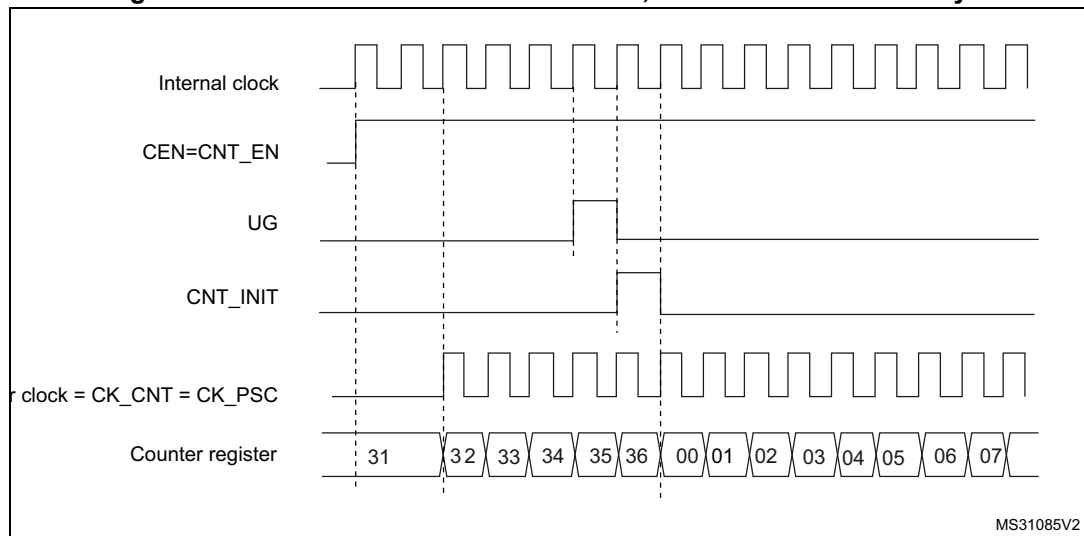 Internal clock
CEN=CNT_EN
UG
CNT_INIT
r clock = CK_CNT = CK_PSC
Counter register
31 32 33 34 35 36 00 01 02 03 04 05 06 07
MS31085V2